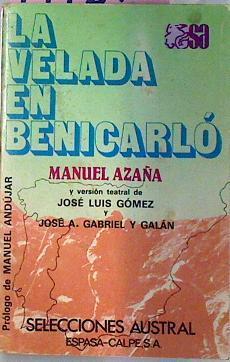 LA
VELADA
EN
BENICARLÓ
MANUEL AZAÑA
y versión teatral de
JOSÉ LUIS GÓMEZ
y
JOSÉ A. GABRIEL Y GALÁN
Prólogo de MANUEL ANDÚJAR
SELECCIONES AUSTRAL
ESPASA-CALPE, S.A.